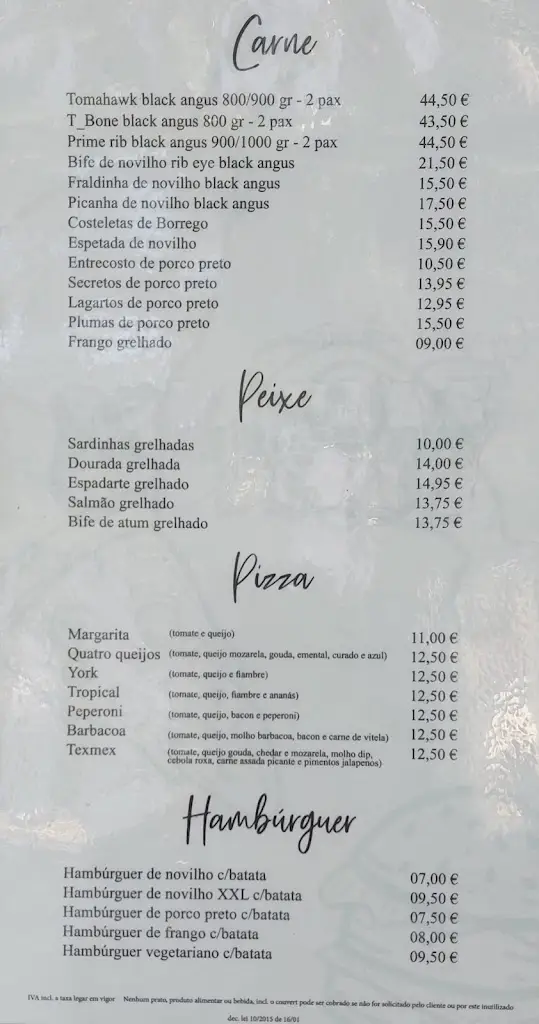 Carne
Tomahawk black angus 800/900 gr - 2 pax 44,50 €
T_Bone black angus 800 gr - 2 pax 43,50 €
Prime rib black angus 900/1000 gr - 2 pax 44,50 €
Bife de novilho rib eye black angus 21,50 €
Fraldinha de novilho black angus 15,50 €
Picanha de novilho black angus 17,50 €
Costeletas de Borrego 15,50 €
Espetada de novilho 15,90 €
Entrecosto de porco preto 10,50 €
Secretos de porco preto 13,95 €
Lagartos de porco preto 12,95 €
Plumas de porco preto 15,50 €
Frango grelhado 09,00 €
Peixe
Sardinhas grelhadas 10,00 €
Dourada grelhada 14,00 €
Espadarte grelhado 14,95 €
Salmão grelhado 13,75 €
Bife de atum grelhado 13,75 €
Pizza
Margarita (tomate e queijo) 11,00 €
Quatro queijos (tomate, queijo mozarela, gouda, emental, curado e azul) 12,50 €
York (tomate, queijo e fiambre) 12,50 €
Tropical (tomate, queijo, fiambre e ananás) 12,50 €
Peperoni (tomate, queijo, bacon e peperoni) 12,50 €
Barbacoa (tomate, queijo, molho barbacoa, bacon e carne de vitela) 12,50 €
Texmex (tomate, queijo gouda, chedar e mozarela, molho dip, 12,50 €
cebola roxa, carne assada picante e pimentos jalapenos)
Hambúrguer
Hambúrguer de novilho c/batata 07,00 €
Hambúrguer de novilho XXL c/batata 09,50 €
Hambúrguer de porco preto c/batata 07,50 €
Hambúrguer de frango c/batata 08,00 €
Hambúrguer vegetariano c/batata 09,50 €
IVA incl. a taxa legar em vigor Nenhum prato, produto alimentar ou bebida, incl. o couvert pode ser cobrado se não for solicitado pelo cliente ou por este inutilizado
dec. lei 10/2015 de 16/01